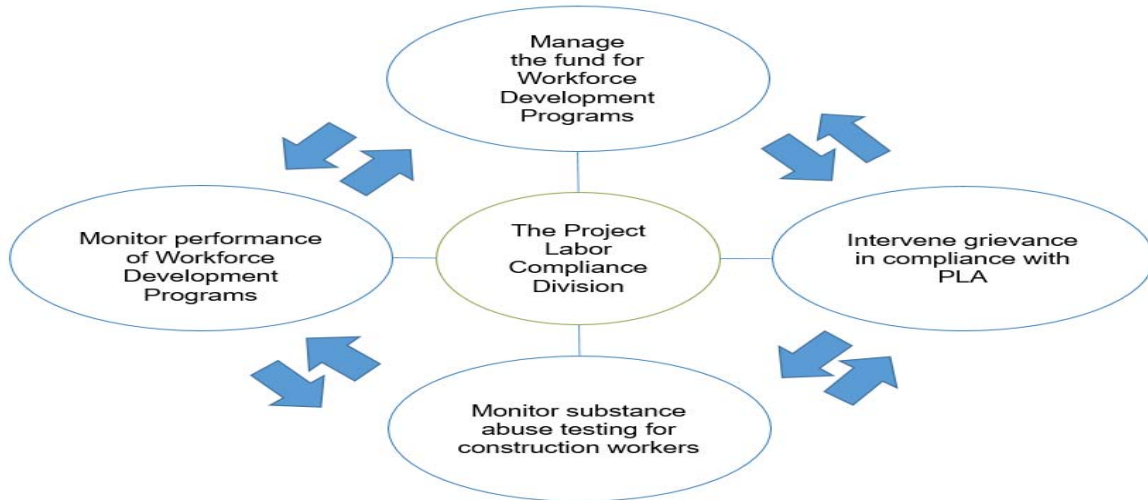 Manage
the fund for
Workforce
Development
Programs
Monitor performance
of Workforce
Development
Programs
The Project
Labor
Compliance
Division
Intervene grievance
in compliance with
PLA
Monitor substance
abuse testing for
construction workers